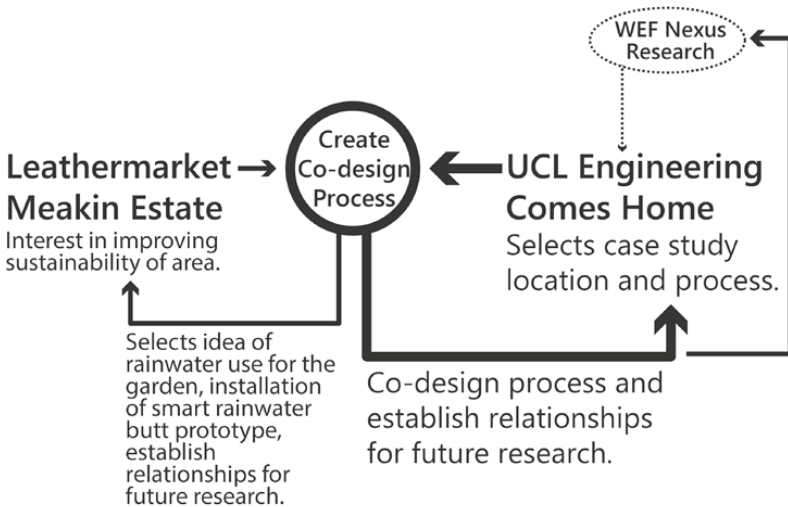 WEF Nexus
Research
Create
Co-design
Process
Leathermarket
Meakin Estate
Interest in improving
sustainability of area.
UCL Engineering
Comes Home
Selects case study
location and process.
Selects idea of
rainwater use for the
garden, installation
of smart rainwater
butt prototype,
establish
relationships for
future research.
Co-design process and
establish relationships
for future research.